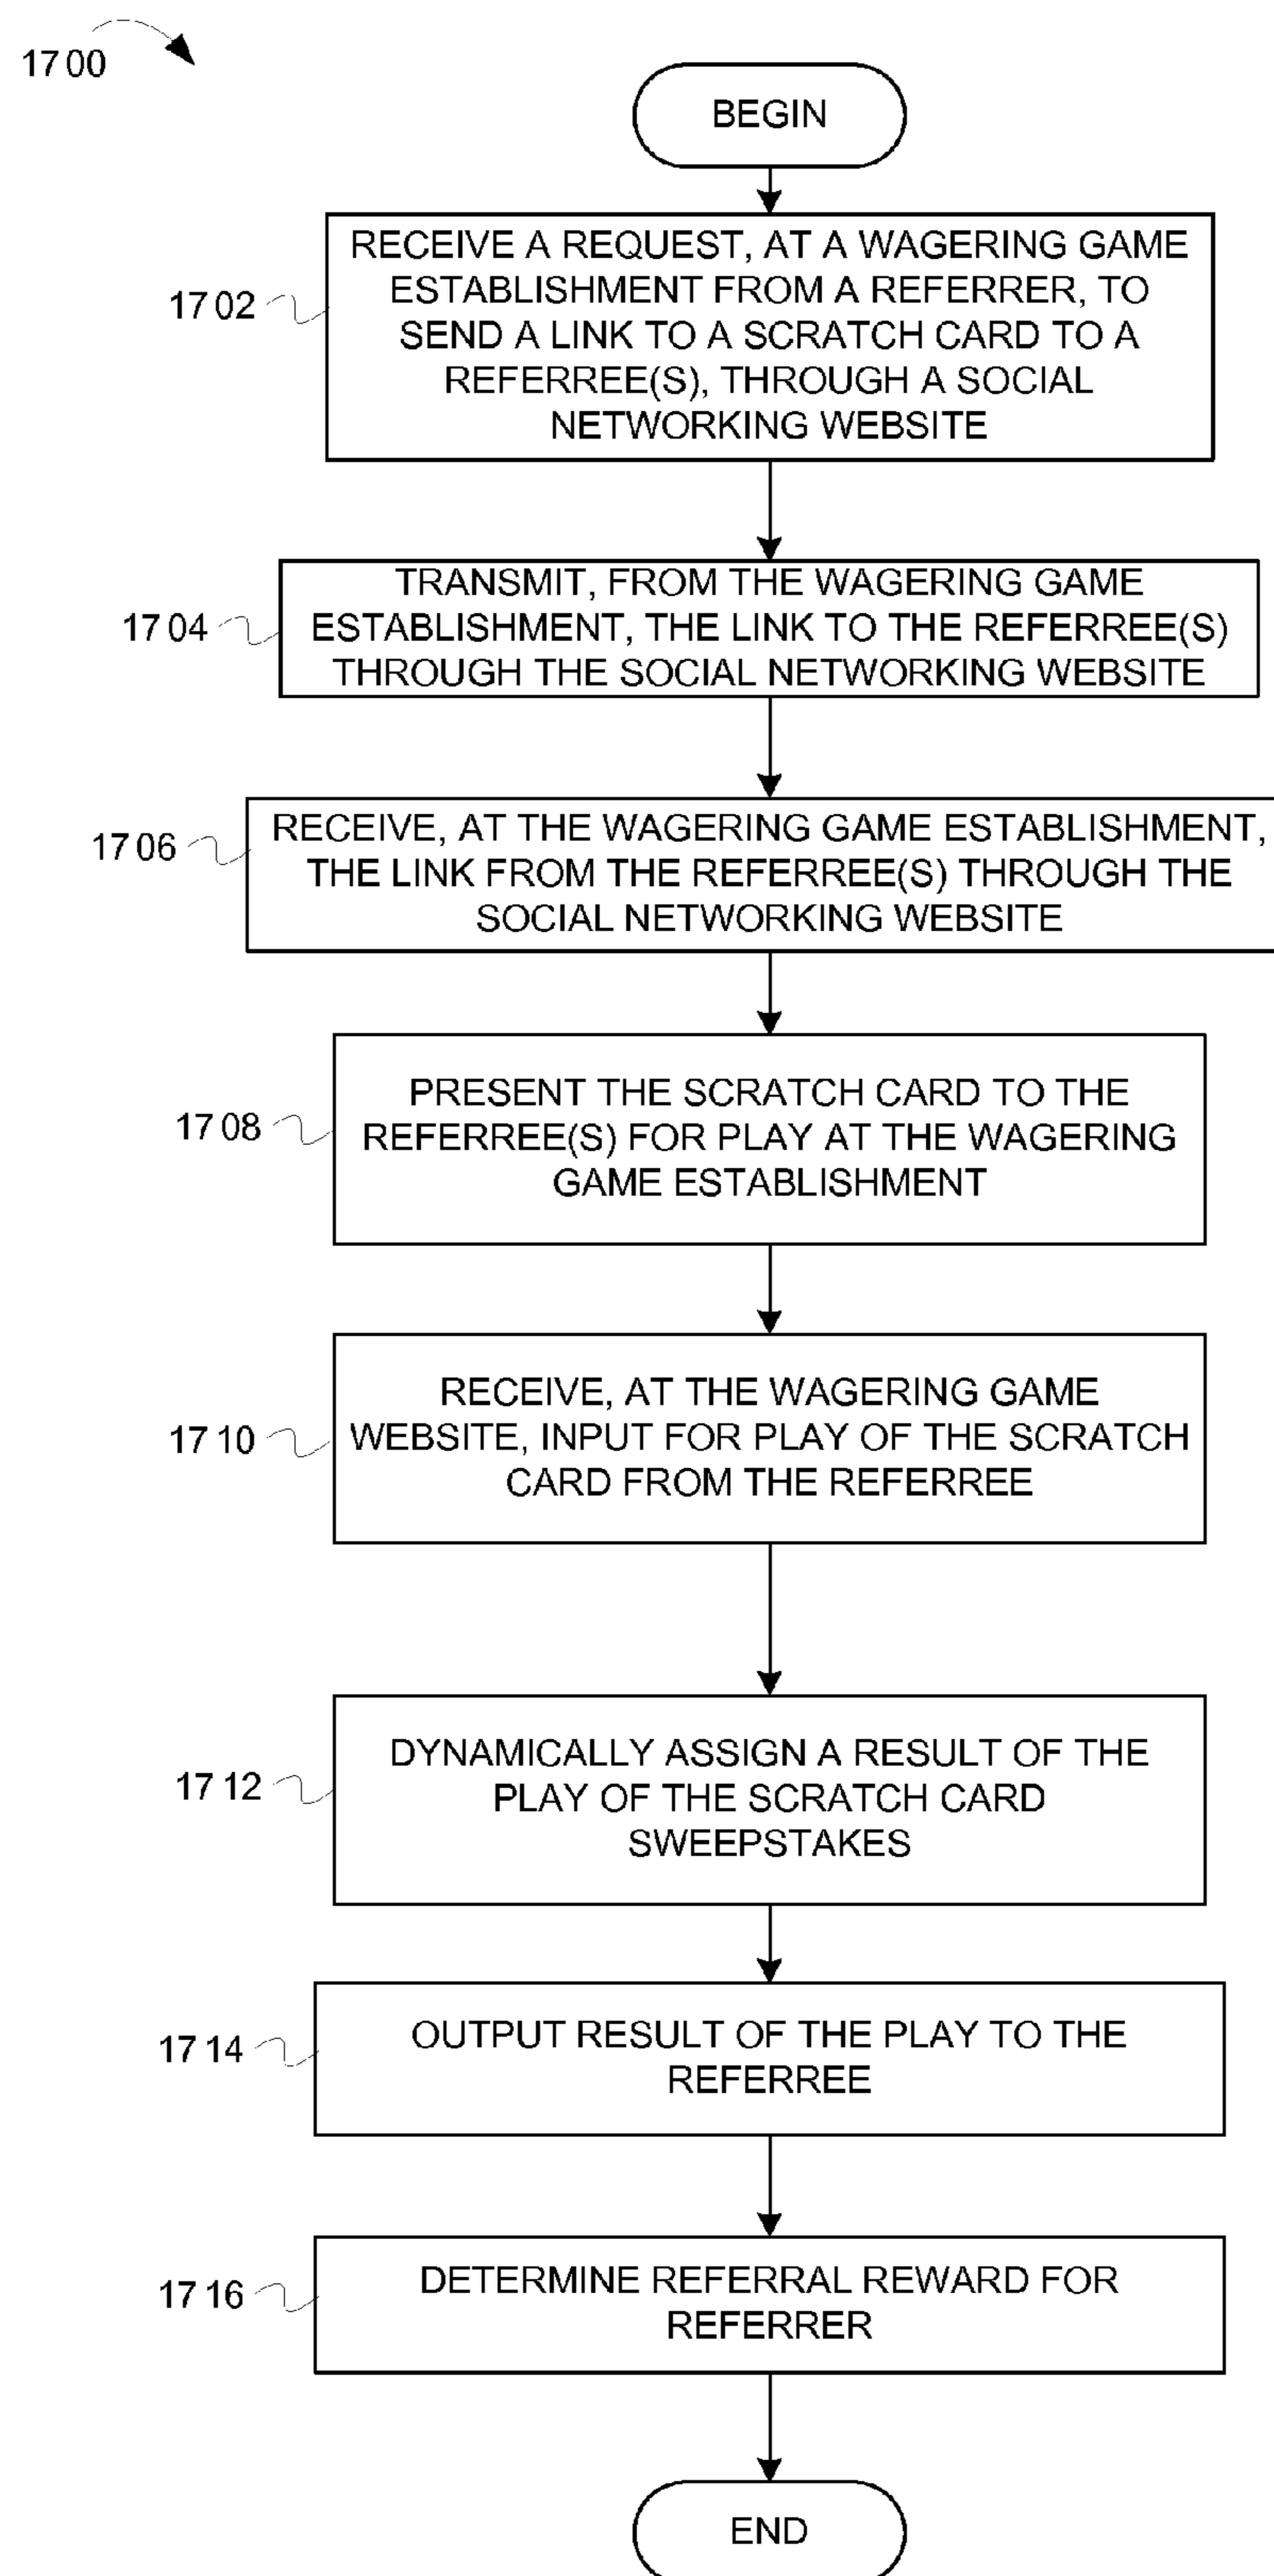 1700
BEGIN
1702
RECEIVE A REQUEST, AT A WAGERING GAME
ESTABLISHMENT FROM A REFERRER, TO
SEND A LINK TO A SCRATCH CARD TO A
REFERREE(S), THROUGH A SOCIAL
NETWORKING WEBSITE
1704
TRANSMIT, FROM THE WAGERING GAME
ESTABLISHMENT, THE LINK TO THE REFERREE(S)
THROUGH THE SOCIAL NETWORKING WEBSITE
1706
RECEIVE, AT THE WAGERING GAME ESTABLISHMENT,
THE LINK FROM THE REFERREE(S) THROUGH THE
SOCIAL NETWORKING WEBSITE
1708
PRESENT THE SCRATCH CARD TO THE
REFERREE(S) FOR PLAY AT THE WAGERING
GAME ESTABLISHMENT
1710
RECEIVE, AT THE WAGERING GAME
WEBSITE, INPUT FOR PLAY OF THE SCRATCH
CARD FROM THE REFERREE
1712
DYNAMICALLY ASSIGN A RESULT OF THE
PLAY OF THE SCRATCH CARD
SWEEPSTAKES
1714
OUTPUT RESULT OF THE PLAY TO THE
REFERREE
1716
DETERMINE REFERRAL REWARD FOR
REFERRER
END